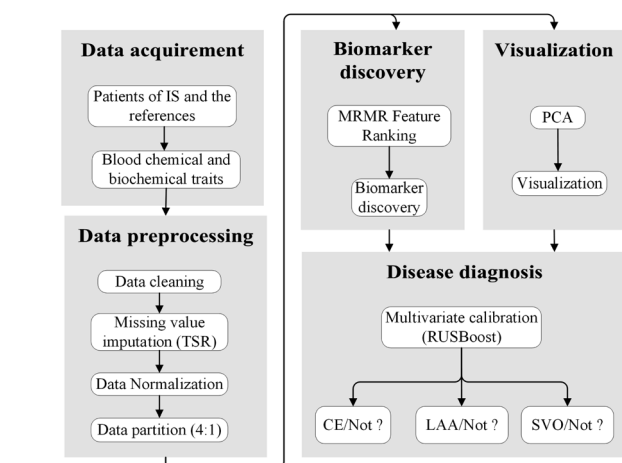 Data acquirement
Patients of IS and the
references
Blood chemical and
biochemical traits
Data preprocessing
Data cleaning
Missing value
imputation (TSR)
Data Normalization
Data partition (4:1)
Biomarker
discovery
MRMR Feature
Ranking
Biomarker
discovery
Visualization
PCA
Visualization
Disease diagnosis
Multivariate calibration
(RUSBoost)
CE/Not ?
LAA/Not ?
SVO/Not ?